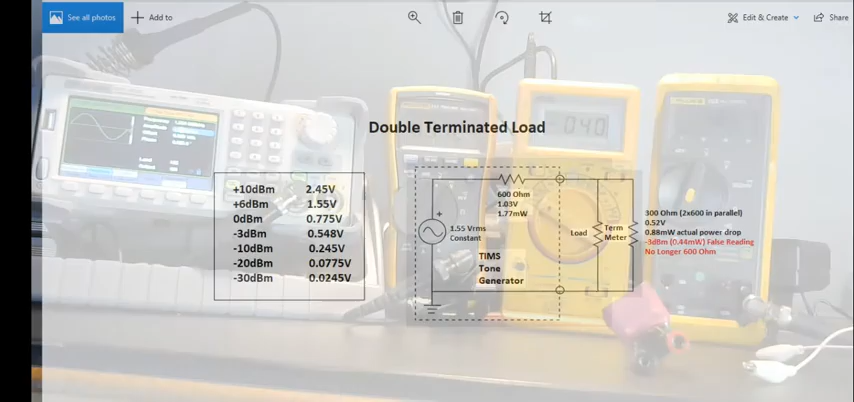 See all photos
Add to
Edit & Create
Share
Double Terminated Load
+10dBm 2.45V
+6dBm 1.55V
0dBm 0.775V
-3dBm 0.548V
-10dBm 0.245V
-20dBm 0.0775V
-30dBm 0.0245V
600 Ohm
1.03V
1.77mW
+
1.55 Vrms
Constant
TIMS
Tone
Generator
Load
Term
Meter
300 Ohm (2x600 in parallel)
0.52V
0.88mW actual power drop
-3dBm (0.44mW) False Reading
No Longer 600 Ohm
040